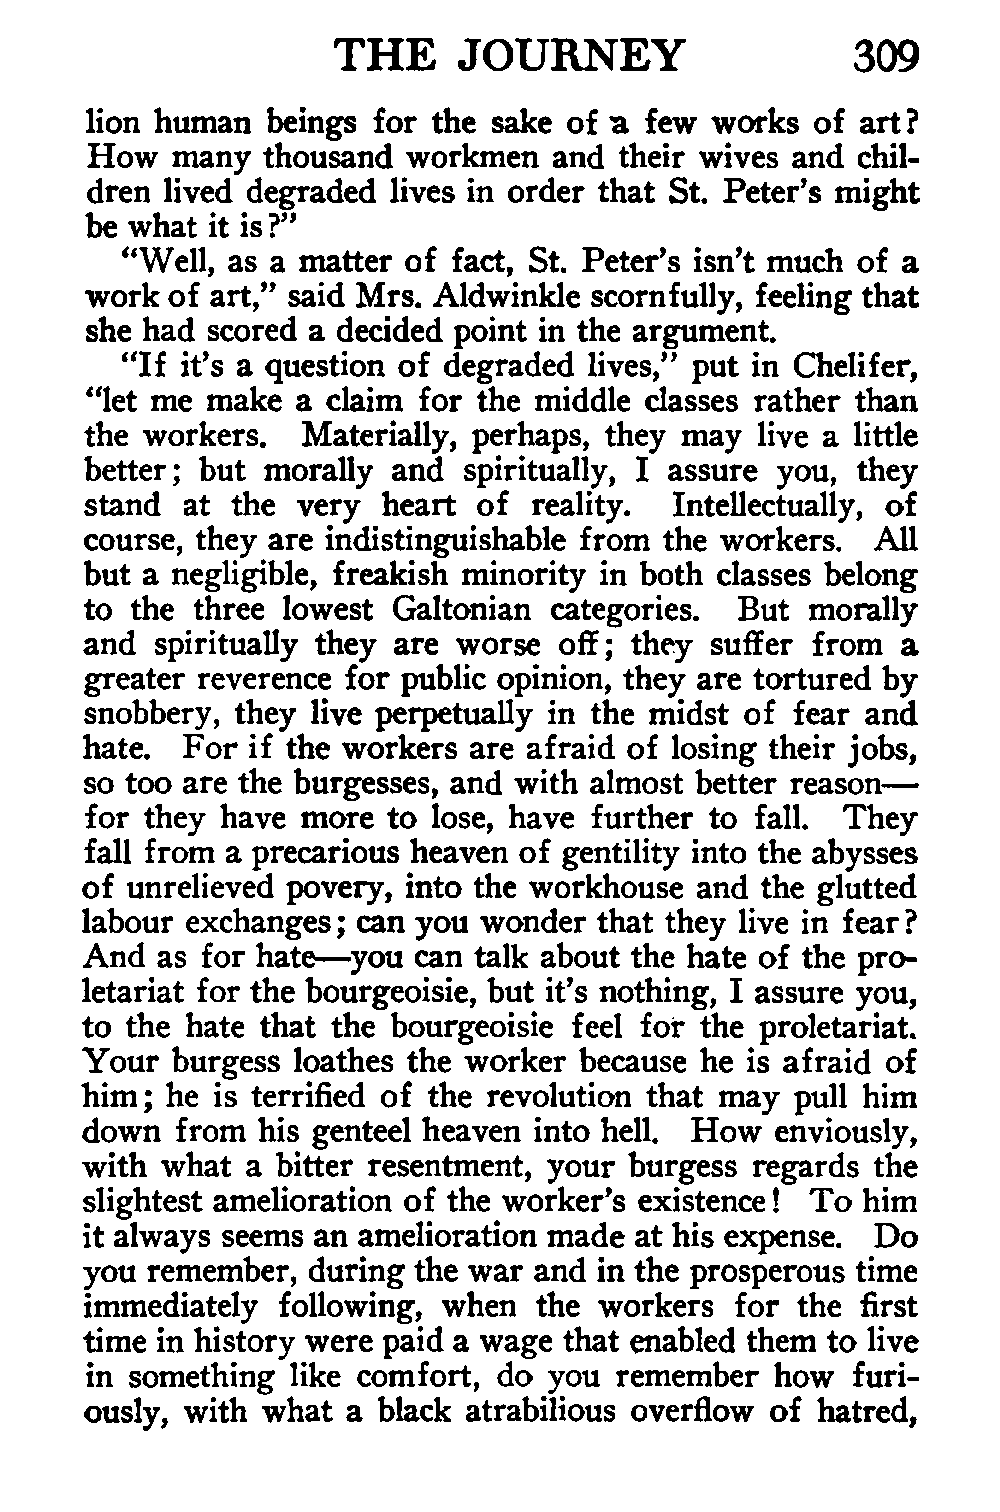 THE JOURNEY 309
lion human beings for the sake of a few works of art?
How many thousand workmen and their wives and chil-
dren lived degraded lives in order that St. Peter's might
be what it is?"
"Well, as a matter of fact, St. Peter's isn't much of a
work of art," said Mrs. Aldwinkle scornfully, feeling that
she had scored a decided point in the argument.
"If it's a question of degraded lives," put in Chelifer,
"let me make a claim for the middle classes rather than
the workers. Materially, perhaps, they may live a little
better; but morally and spiritually, I assure you, they
stand at the very heart of reality. Intellectually, of
course, they are indistinguishable from the workers. All
but a negligible, freakish minority in both classes belong
to the three lowest Galtonian categories. But morally
and spiritually they are worse off; they suffer from a
greater reverence for public opinion, they are tortured by
snobbery, they live perpetually in the midst of fear and
hate. For if the workers are afraid of losing their jobs,
so too are the burgesses, and with almost better reason—
for they have more to lose, have further to fall. They
fall from a precarious heaven of gentility into the abysses
of unrelieved povery, into the workhouse and the glutted
labour exchanges; can you wonder that they live in fear?
And as for hate—you can talk about the hate of the pro-
letariat for the bourgeoisie, but it's nothing, I assure you,
to the hate that the bourgeoisie feel for the proletariat.
Your burgess loathes the worker because he is afraid of
him; he is terrified of the revolution that may pull him
down from his genteel heaven into hell. How enviously,
with what a bitter resentment, your burgess regards the
slightest amelioration of the worker's existence! To him
it always seems an amelioration made at his expense. Do
you remember, during the war and in the prosperous time
immediately following, when the workers for the first
time in history were paid a wage that enabled them to live
in something like comfort, do you remember how furi-
ously, with what a black atrabilious overflow of hatred,